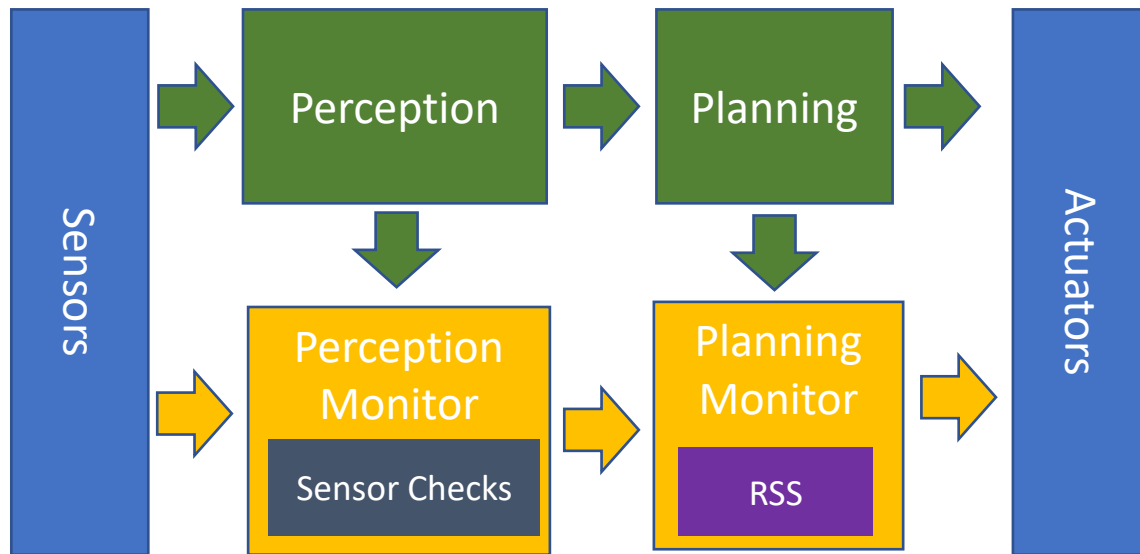 Sensors
Perception
Planning
Actuators
Perception
Monitor
Sensor Checks
Planning
Monitor
RSS